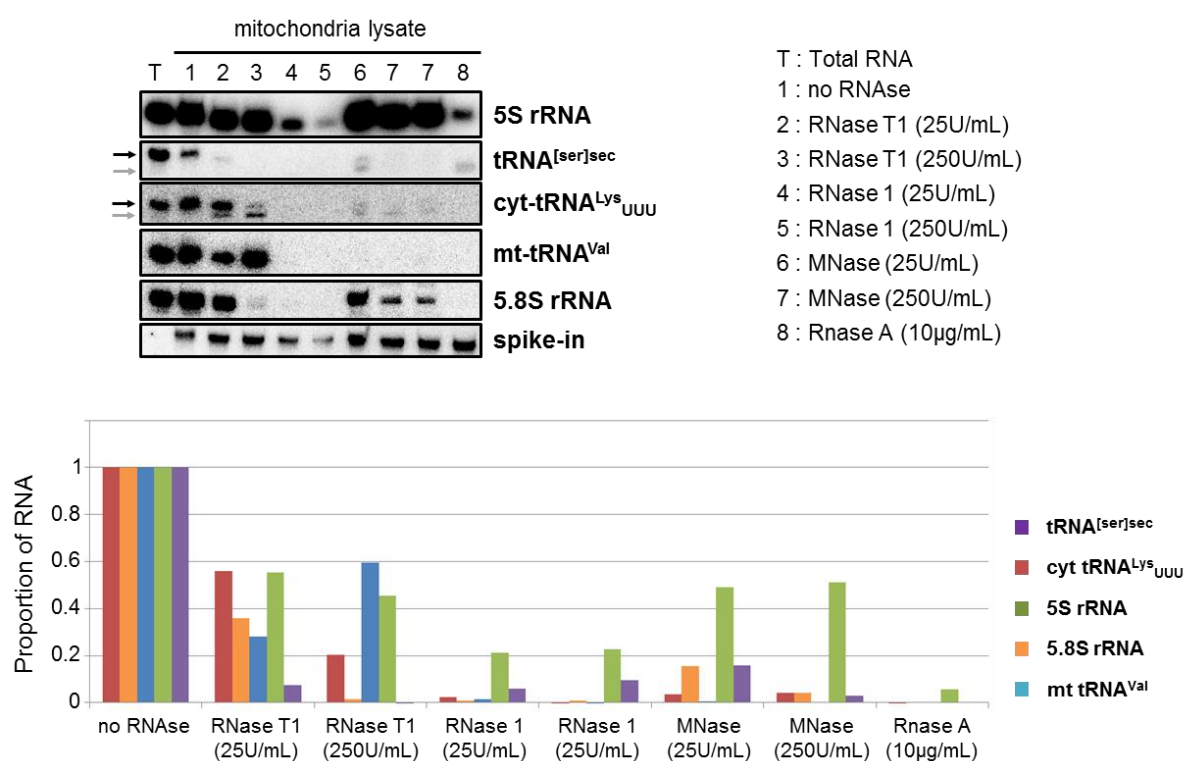 mitochondria lysate
T 1 2 3 4 5 6 7 7 8
5S rRNA
tRNA[ser]sec
cyt-tRNALysUUU
mt-tRNAVal
5.8S rRNA
spike-in
T : Total RNA
1 : no RNAse
2 : RNase T1 (25U/mL)
3 : RNase T1 (250U/mL)
4 : RNase 1 (25U/mL)
5 : RNase 1 (250U/mL)
6 : MNase (25U/mL)
7 : MNase (250U/mL)
8 : Rnase A (10µg/mL)
Proportion of RNA
1
0.8
0.6
0.4
0.2
0
no RNAse
RNase T1
(25U/mL)
RNase T1
(250U/mL)
RNase 1
(25U/mL)
RNase 1
(25U/mL)
MNase
(25U/mL)
MNase
(250U/mL)
Rnase A
(10µg/mL)
tRNA[ser]sec
cyt tRNALysUUU
5S rRNA
5.8S rRNA
mt tRNAVal